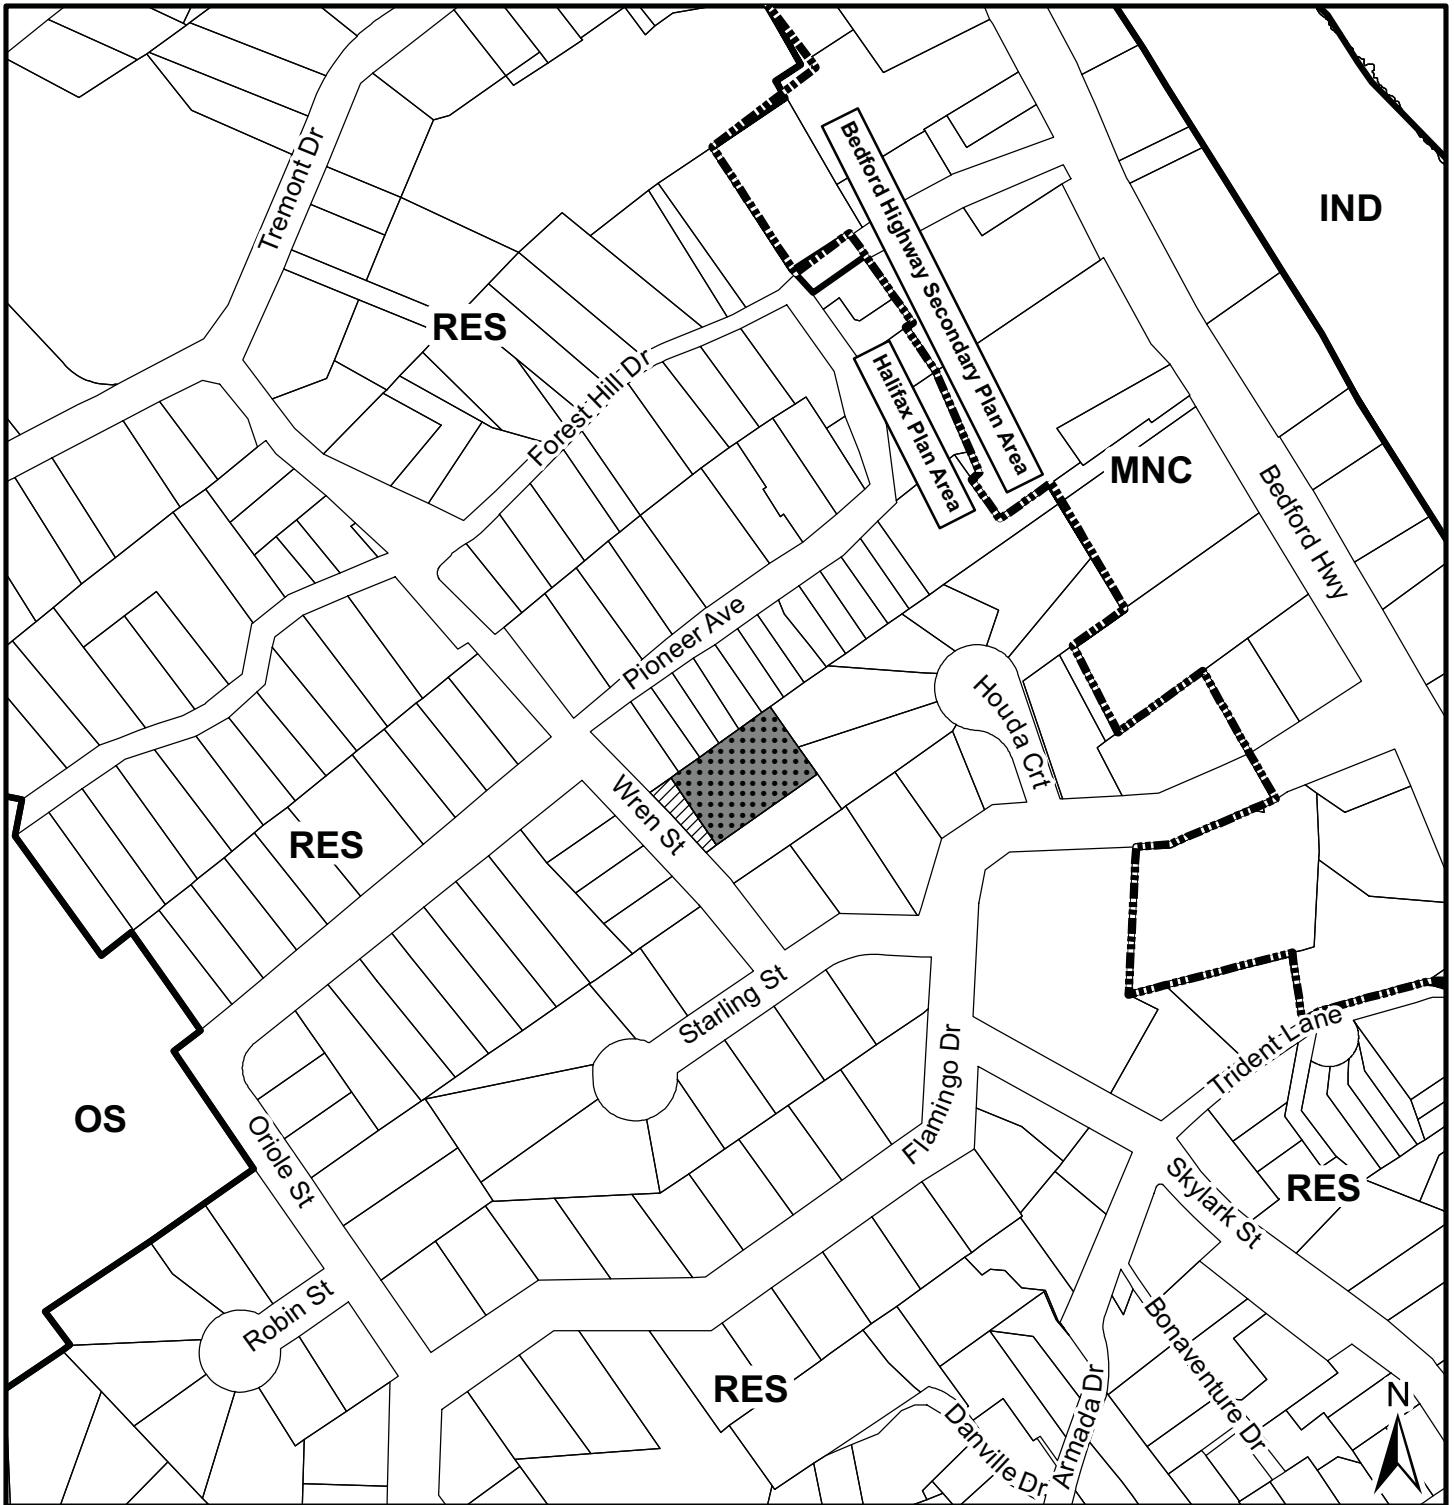 Tremont Dr
Bedford Highway Secondary Plan Area
IND
RES
Forest Hill Dr
Halifax Plan Area
MNC
Bedford Hwy
Pioneer Ave
Houda Crt
Wren St
RES
Starling St
Trident Lane
Flamingo Dr
OS
Oriole St
Skylark St
RES
Robin St
Bonaventure Dr
RES
Armada Dr
Danville Dr
N